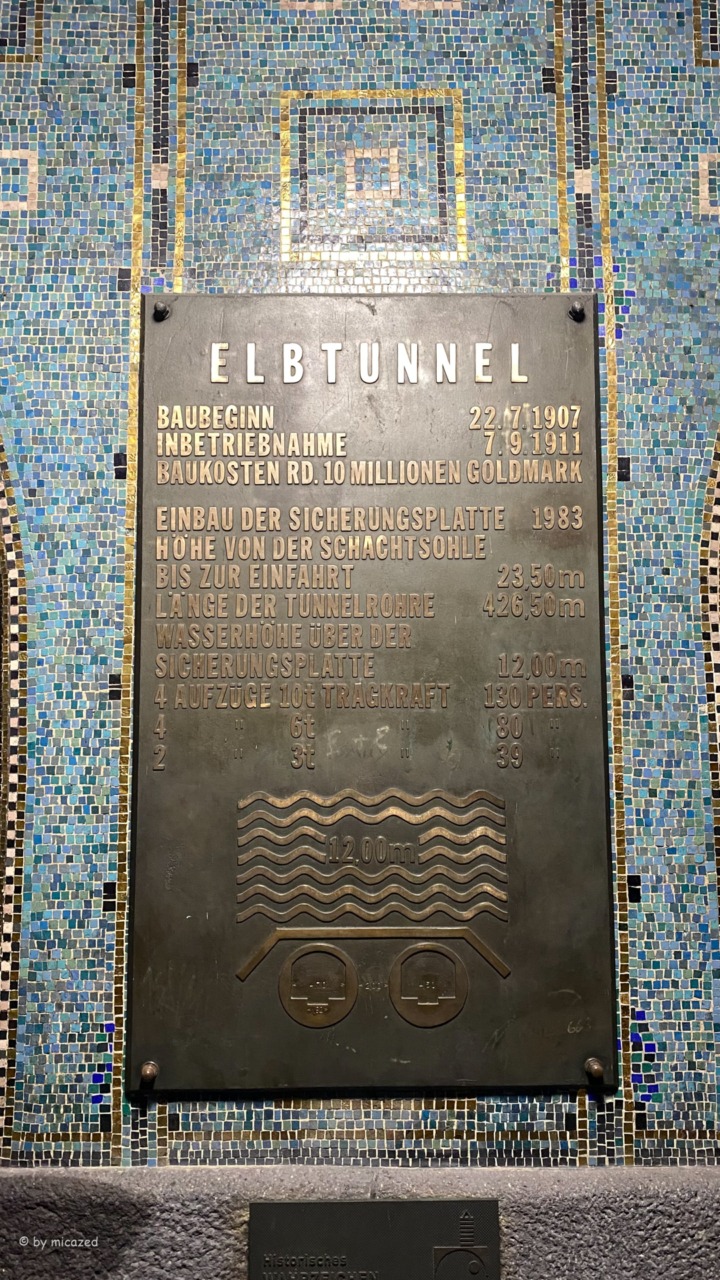 ELBTUNNEL
BAUBEGINN 22.7.1907
INBETRIEBNAHME 7.9.1911
BAUKOSTEN RD. 10 MILLIONEN GOLDMARK
EINBAU DER SICHERUNGSPLATTE 1983
HÖHE VON DER SCHACHTSOHLE
BIS ZUR EINFAHRT 23,50m
LÄNGE DER TUNNELRÖHRE 426,50m
WASSERHÖHE ÜBER DER
SICHERUNGSPLATTE 12,00m
4 AUFZÜGE 10t TRAGKRAFT 130 PERS.
4 " 6t " 80 "
2 " 3t " 39 "
12,00m
Historisches
WAHRZEICHEN
© by micazed